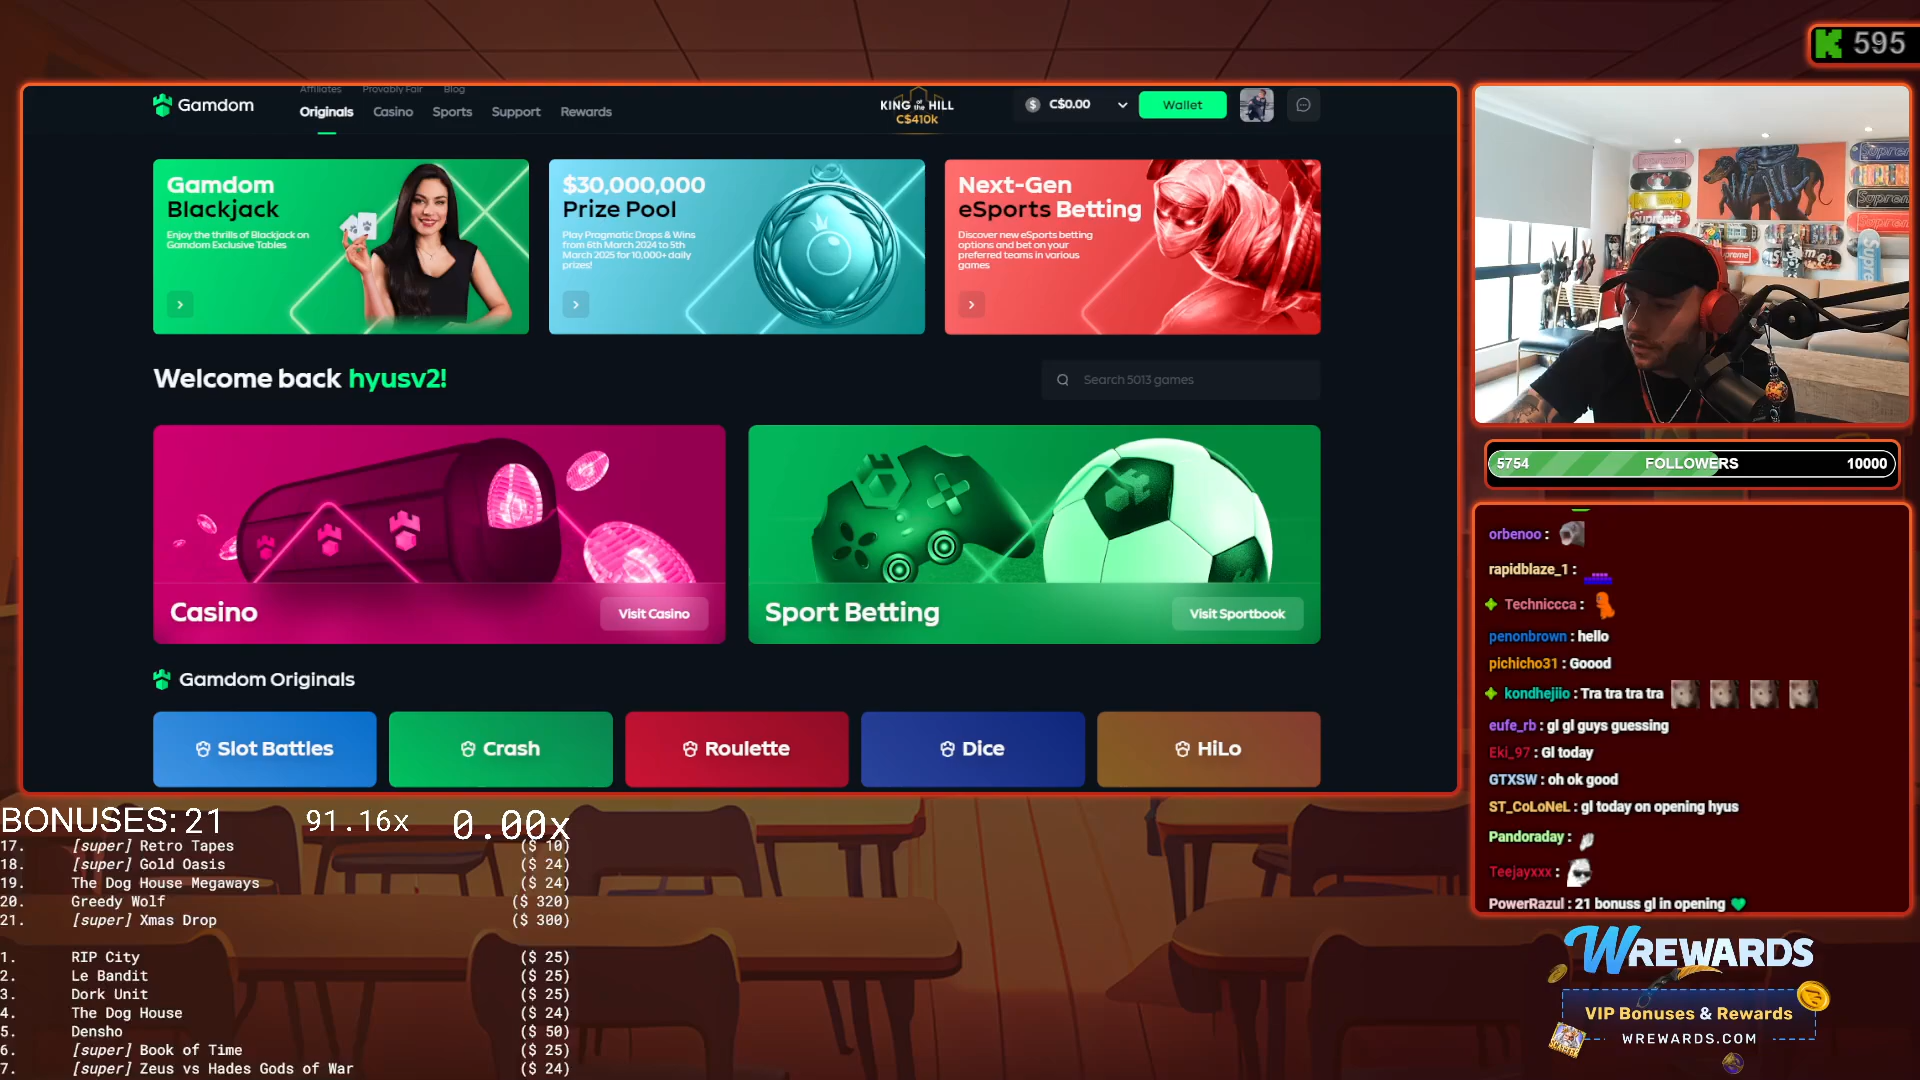 595
Affiliates Provably Fair Blog
Gamdom
Originals Casino Sports Support Rewards
KING of the HILL
C$410k
$ C$0.00
Wallet
Gamdom
Blackjack
Enjoy the thrills of Blackjack on
Gamdom Exclusive Tables
$30,000,000
Prize Pool
Play Pragmatic Drops & Wins
from 6th March 2024 to 5th
March 2025 for 10,000+ daily
prizes!
Next-Gen
eSports Betting
Discover new eSports betting
options and bet on your
preferred teams in various
games
Welcome back hyusv2!
Search 5013 games
Casino
Visit Casino
Sport Betting
Visit Sportbook
Gamdom Originals
Slot Battles
Crash
Roulette
Dice
HiLo
Supreme
Supreme
5754 FOLLOWERS 10000
orbenoo :
rapidblaze_1 :
Techniccca :
penonbrown : hello
pichicho31 : Goood
kondhejiio : Tra tra tra tra
eufe_rb : gl gl guys guessing
Eki_97 : Gl today
GTXSW : oh ok good
ST_CoLoNeL : gl today on opening hyus
Pandoraday :
Teejayxxx :
PowerRazul : 21 bonuss gl in opening
WREWARDS
VIP Bonuses & Rewards
WREWARDS.COM
BONUSES: 21 91.16x 0.00x
17. [super] Retro Tapes ($ 10)
18. [super] Gold Oasis ($ 24)
19. The Dog House Megaways ($ 24)
20. Greedy Wolf ($ 320)
21. [super] Xmas Drop ($ 300)
1. RIP City ($ 25)
2. Le Bandit ($ 25)
3. Dork Unit ($ 25)
4. The Dog House ($ 24)
5. Densho ($ 50)
6. [super] Book of Time ($ 25)
7. [super] Zeus vs Hades Gods of War ($ 24)